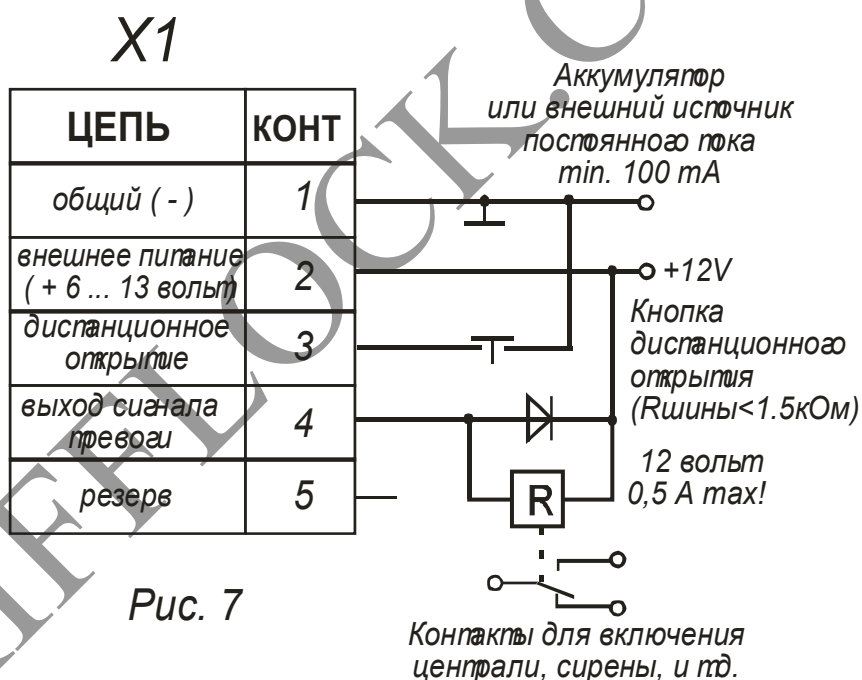 X1
ЦЕПЬ КОНТ
общий ( - ) 1
внешнее питание
( + 6 ... 13 вольт) 2
дистанционное
открытие 3
выход сигнала
тревоги 4
резерв 5
Рис. 7
Аккумулятор
или внешний источник
постоянного тока
min. 100 mA
+12V
Кнопка
дистанционного
открытия
(Rшины<1.5кОм)
12 вольт
0,5 A max!
R
Контакты для включения
централи, сирены, и тд.